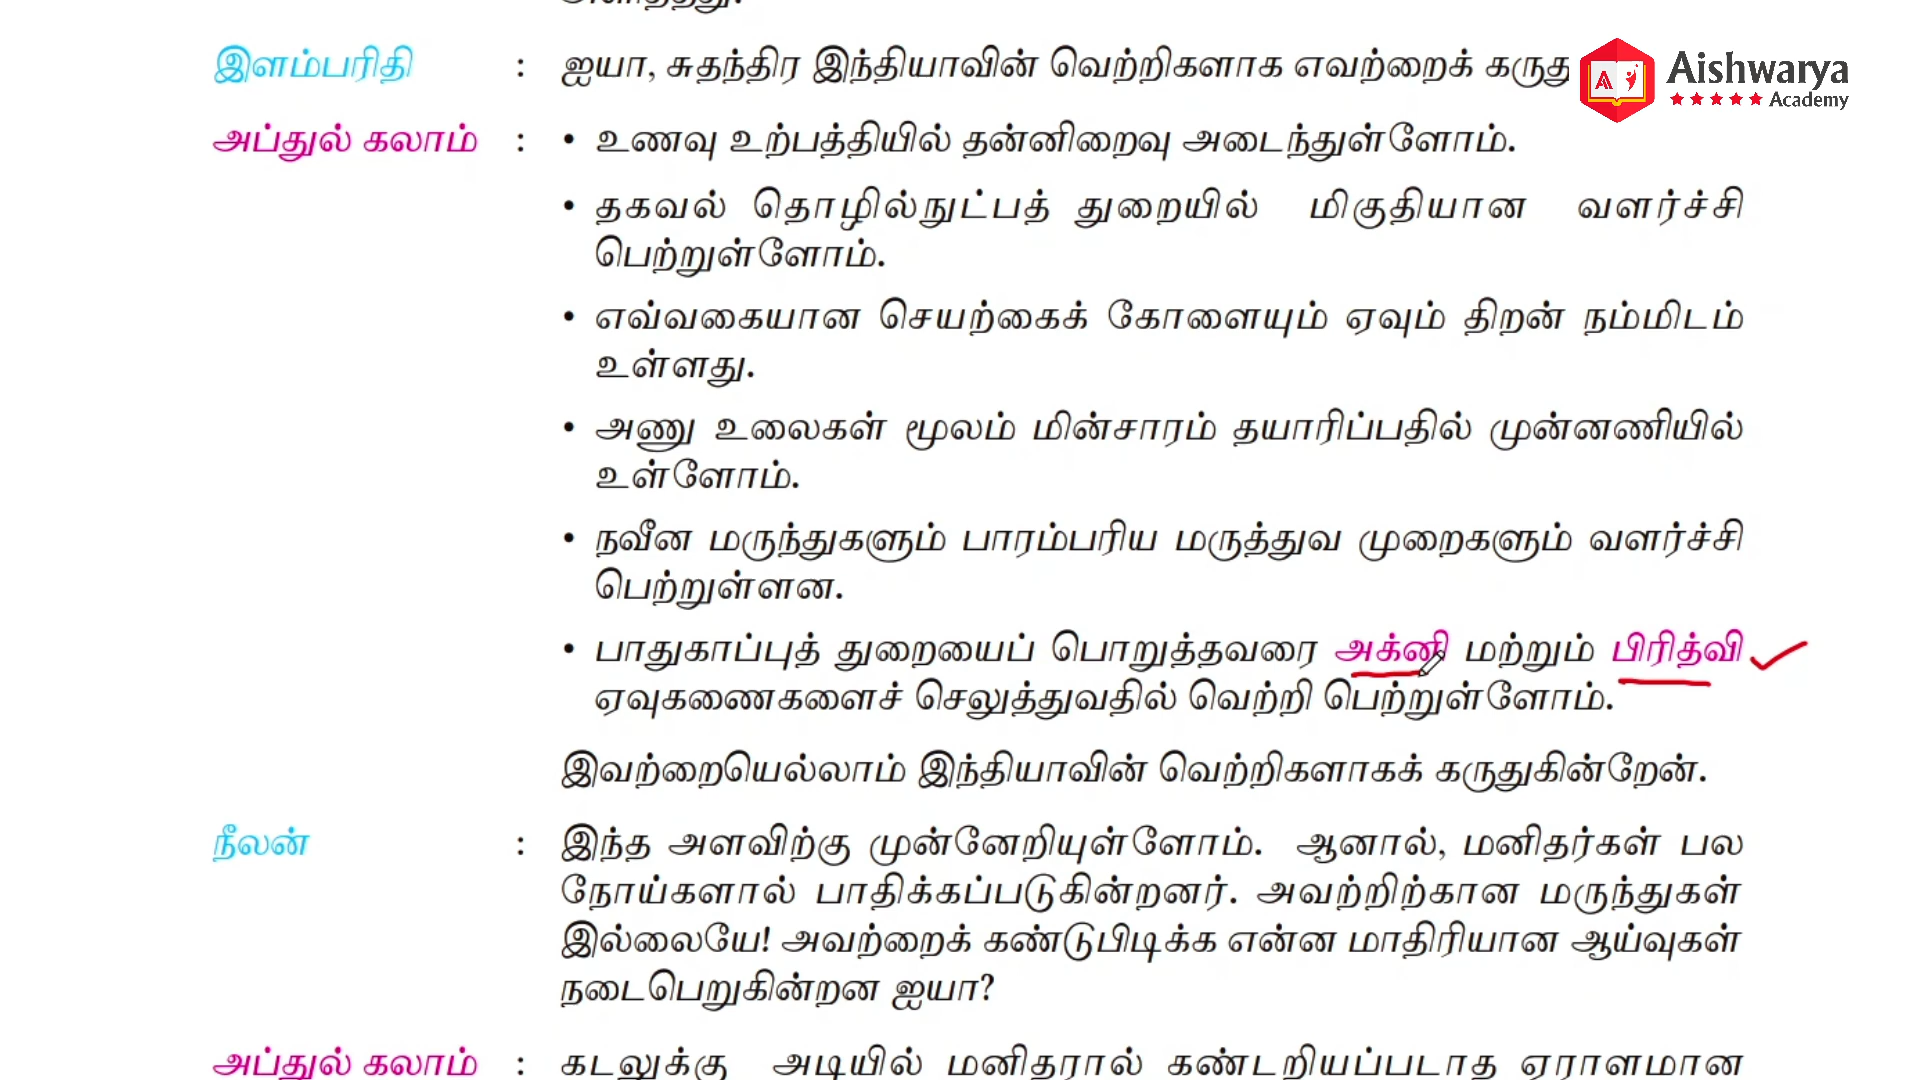 இளம்பரிதி : ஐயா, சுதந்திர இந்தியாவின் வெற்றிகளாக எவற்றைக் கருது
Aishwarya
Academy
அப்துல் கலாம் : • உணவு உற்பத்தியில் தன்னிறைவு அடைந்துள்ளோம்.
• தகவல் தொழில்நுட்பத் துறையில் மிகுதியான வளர்ச்சி
பெற்றுள்ளோம்.
• எவ்வகையான செயற்கைக் கோளையும் ஏவும் திறன் நம்மிடம்
உள்ளது.
• அணு உலைகள் மூலம் மின்சாரம் தயாரிப்பதில் முன்னணியில்
உள்ளோம்.
• நவீன மருந்துகளும் பாரம்பரிய மருத்துவ முறைகளும் வளர்ச்சி
பெற்றுள்ளன.
• பாதுகாப்புத் துறையைப் பொறுத்தவரை அக்னி மற்றும் பிரித்வி
ஏவுகணைகளைச் செலுத்துவதில் வெற்றி பெற்றுள்ளோம்.
இவற்றையெல்லாம் இந்தியாவின் வெற்றிகளாகக் கருதுகின்றேன்.
நீலன் : இந்த அளவிற்கு முன்னேறியுள்ளோம். ஆனால், மனிதர்கள் பல
நோய்களால் பாதிக்கப்படுகின்றனர். அவற்றிற்கான மருந்துகள்
இல்லையே! அவற்றைக் கண்டுபிடிக்க என்ன மாதிரியான ஆய்வுகள்
நடைபெறுகின்றன ஐயா?
அப்துல் கலாம் : கடலுக்கு அடியில் மனிதரால் கண்டறியப்படாத ஏராளமான